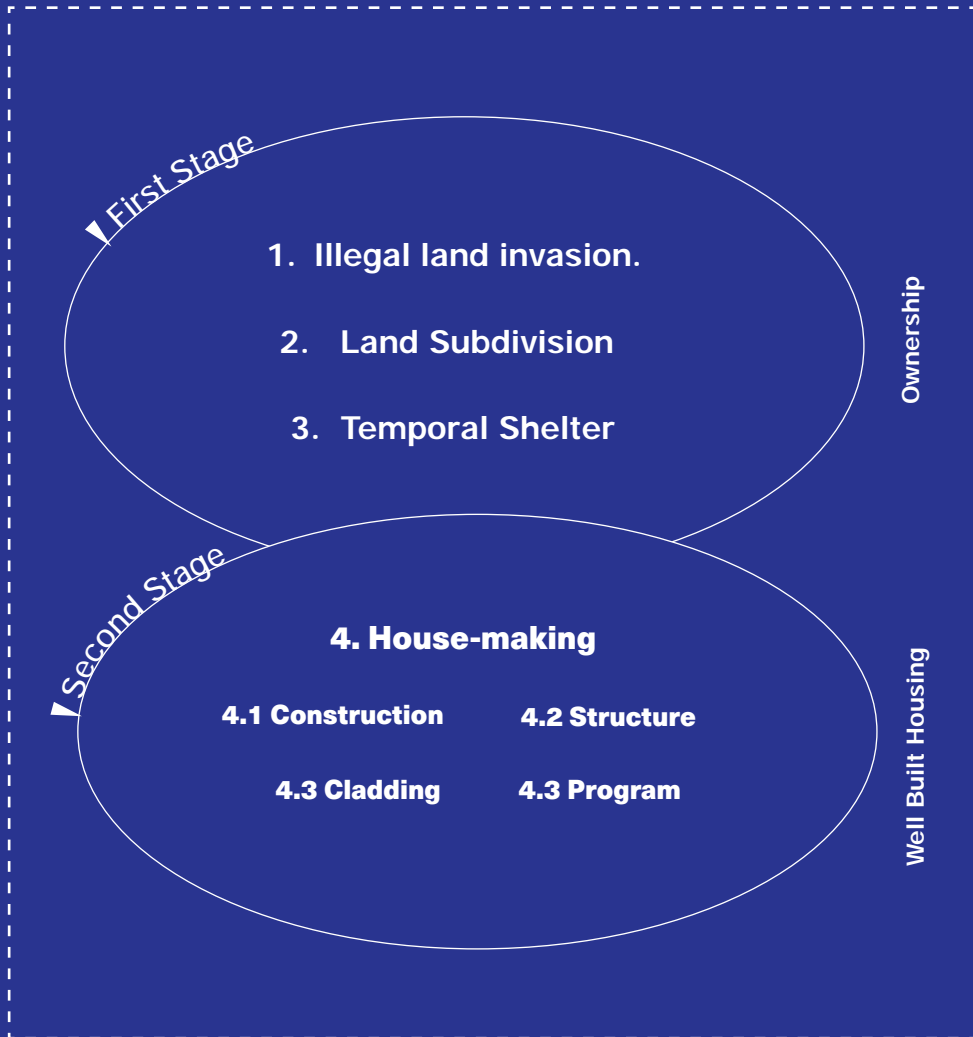 First Stage
1. Illegal land invasion.
2. Land Subdivision
3. Temporal Shelter
Ownership
Second Stage
4. House-making
4.1 Construction
4.2 Structure
4.3 Cladding
4.3 Program
Well Built Housing